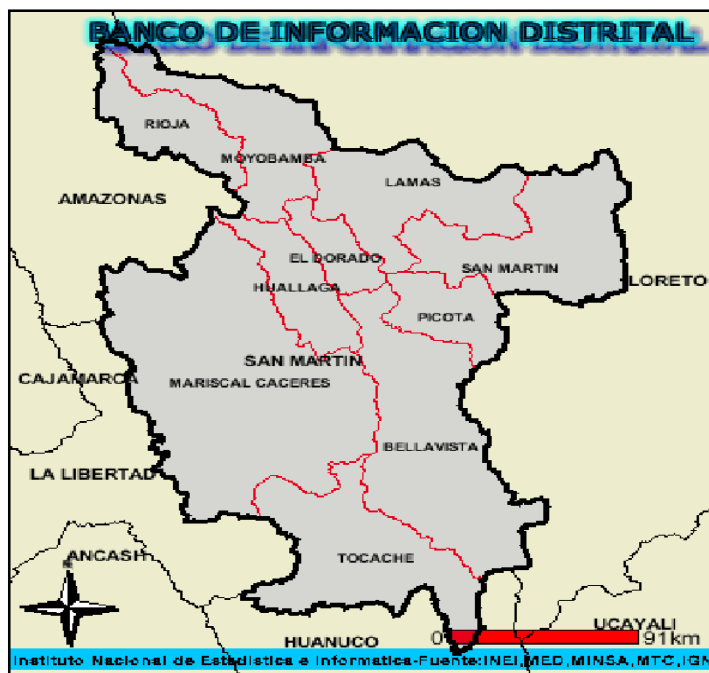 BANCO DE INFORMACION DISTRITAL
RIOJA
MOYOBAMBA
LAMAS
AMAZONAS
EL DORADO
SAN MARTIN
HUALLAGA
LORETO
PICOTA
SAN MARTIN
CAJAMARCA
MARISCAL CACERES
BELLAVISTA
LA LIBERTAD
ANCASH
TOCACHE
N
UCAYALI
HUANUCO
0 91km
Instituto Nacional de Estadistica e Informatica-Fuente:INEI,MED,MINSA,MTC,IGN